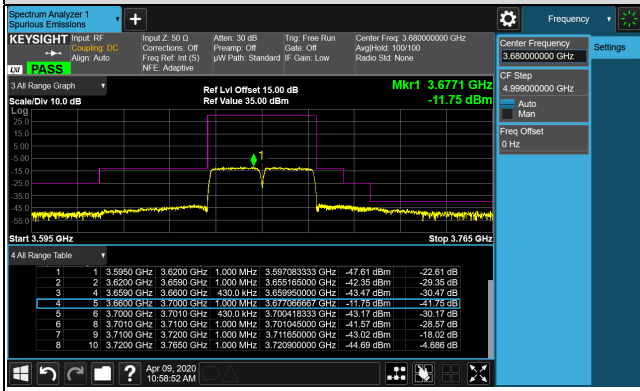 Spectrum Analyzer 1
Spurious Emissions
Frequency
KEYSIGHT
Input: RF
Coupling: DC
Align: Auto
Input Z: 50 Ω
Corrections: Off
Freq Ref: Int (S)
NFE: Adaptive
Atten: 30 dB
Preamp: Off
µW Path: Standard
Trig: Free Run
Gate: Off
IF Gain: Low
Center Freq: 3.680000000 GHz
Avg|Hold: 100/100
Radio Std: None
LXI
PASS
Center Frequency
3.680000000 GHz
Settings
CF Step
4.999000000 GHz
Auto
Man
Freq Offset
0 Hz
3 All Range Graph
Scale/Div 10.0 dB
Ref Lvl Offset 15.00 dB
Ref Value 35.00 dBm
Mkr1 3.6771 GHz
-11.75 dBm
Log
25.0
15.0
5.00
-5.00
-15.0
-25.0
-35.0
-45.0
-55.0
1
Start 3.595 GHz
Stop 3.765 GHz
4 All Range Table
1 1 3.5950 GHz 3.6200 GHz 1.000 MHz 3.597083333 GHz -47.61 dBm -22.61 dB
2 2 3.6200 GHz 3.6590 GHz 1.000 MHz 3.655165000 GHz -42.35 dBm -29.35 dB
3 4 3.6590 GHz 3.6600 GHz 430.0 kHz 3.659950000 GHz -43.47 dBm -30.47 dB
4 5 3.6600 GHz 3.7000 GHz 1.000 MHz 3.677066667 GHz -11.75 dBm -41.75 dB
5 6 3.7000 GHz 3.7010 GHz 430.0 kHz 3.700418333 GHz -43.17 dBm -30.17 dB
6 8 3.7010 GHz 3.7100 GHz 1.000 MHz 3.701045000 GHz -41.57 dBm -28.57 dB
7 9 3.7100 GHz 3.7200 GHz 1.000 MHz 3.711650000 GHz -43.02 dBm -18.02 dB
8 10 3.7200 GHz 3.7650 GHz 1.000 MHz 3.720900000 GHz -44.69 dBm -4.686 dB
Apr 09, 2020
10:58:52 AM